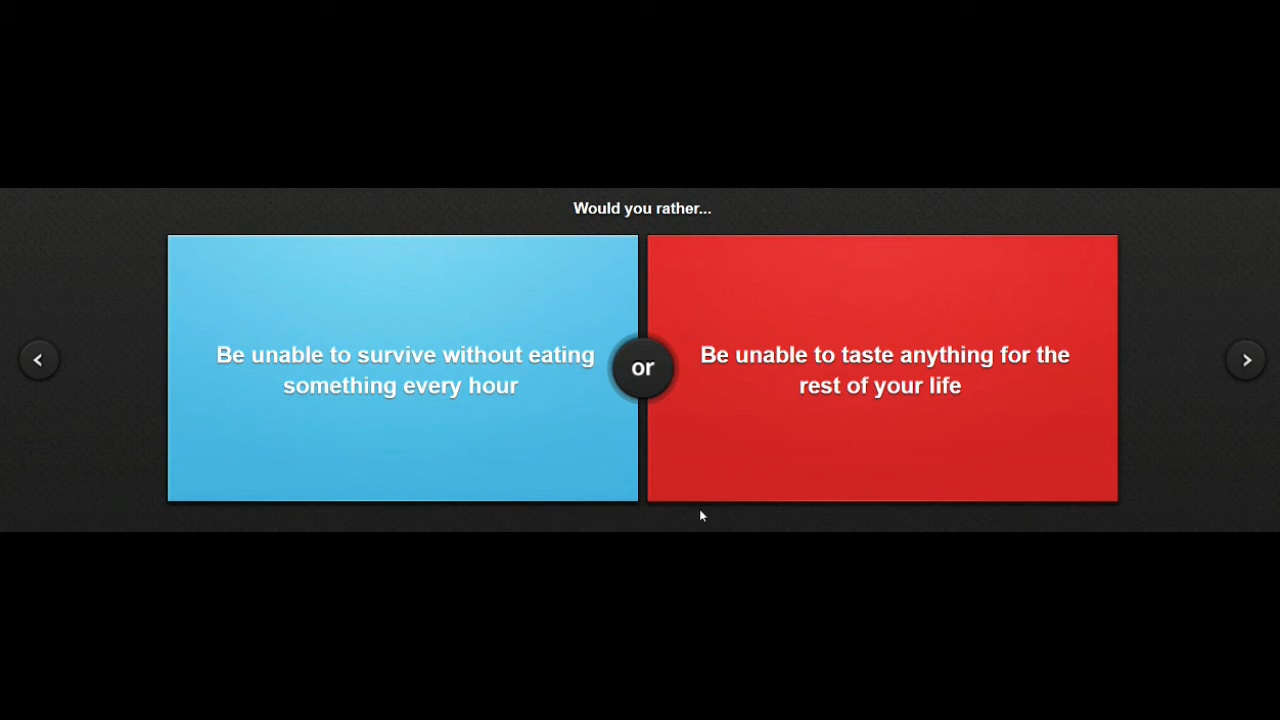 Would you rather...
Be unable to survive without eating
something every hour
or
Be unable to taste anything for the
rest of your life